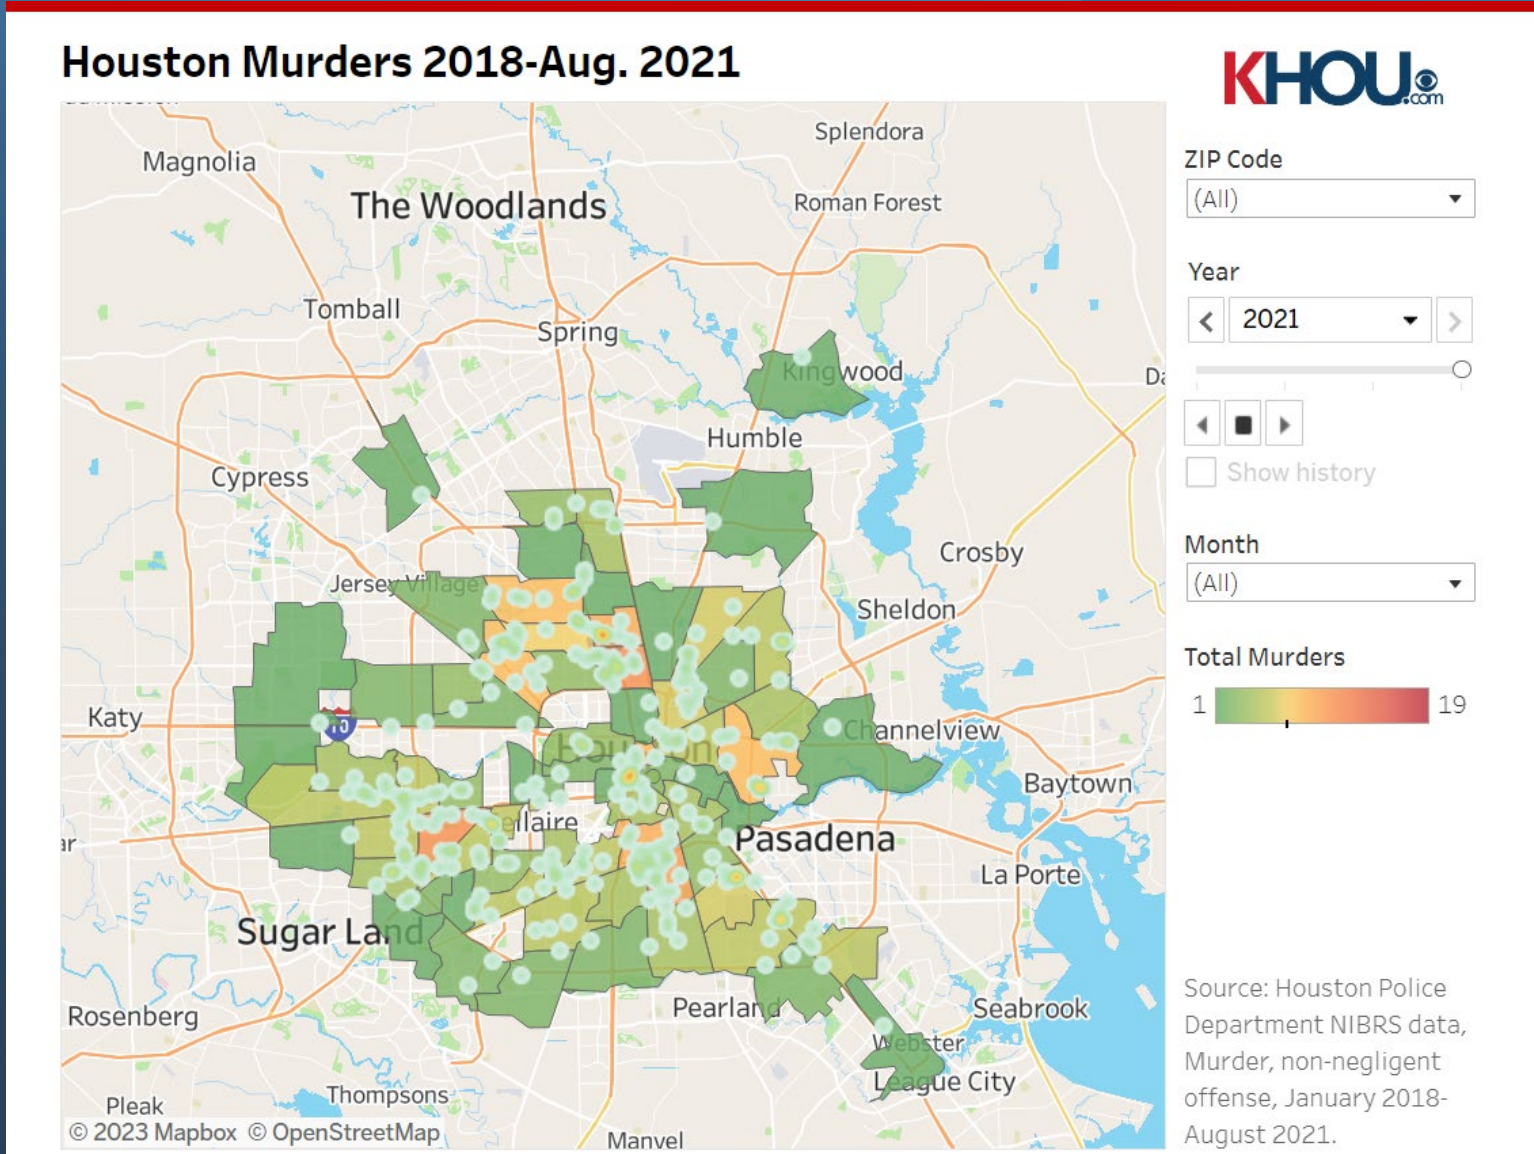 Houston Murders 2018-Aug. 2021
KHOU.com
Magnolia
Splendora
The Woodlands
Roman Forest
Tomball
Spring
Kingwood
Humble
Cypress
Crosby
Jersey Village
Sheldon
Katy
Channelview
Houston
Baytown
Pasadena
La Porte
Sugar Land
Rosenberg
Pearland
Seabrook
Webster
League City
Thompsons
Pleak
Manvel
© 2023 Mapbox © OpenStreetMap
ZIP Code
(All)
Year
2021
Show history
Month
(All)
Total Murders
1 19
Source: Houston Police
Department NIBRS data,
Murder, non-negligent
offense, January 2018-
August 2021.